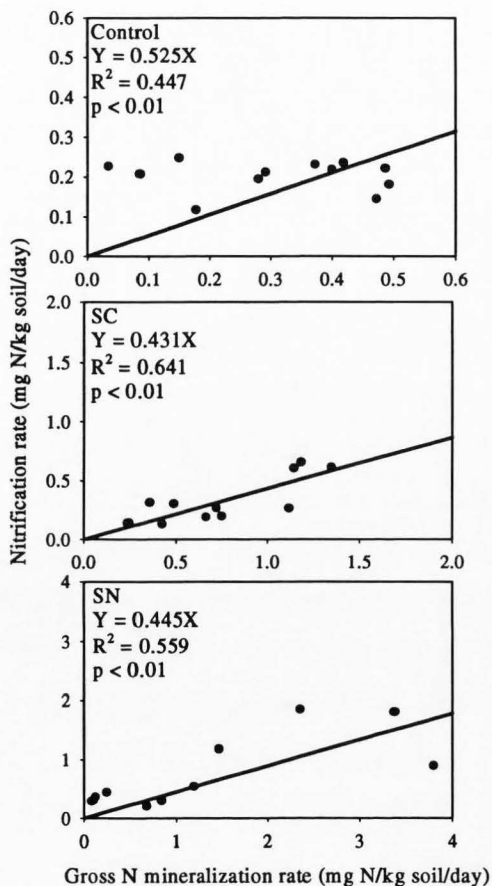 Control
Y = 0.525X
R² = 0.447
p < 0.01
0.6
0.5
0.4
0.3
0.2
0.1
0.0
0.0 0.1 0.2 0.3 0.4 0.5 0.6
Nitrification rate (mg N/kg soil/day)
SC
Y = 0.431X
R² = 0.641
p < 0.01
2.0
1.5
1.0
0.5
0.0
0.0 0.5 1.0 1.5 2.0
SN
Y = 0.445X
R² = 0.559
p < 0.01
4
3
2
1
0
0 1 2 3 4
Gross N mineralization rate (mg N/kg soil/day)